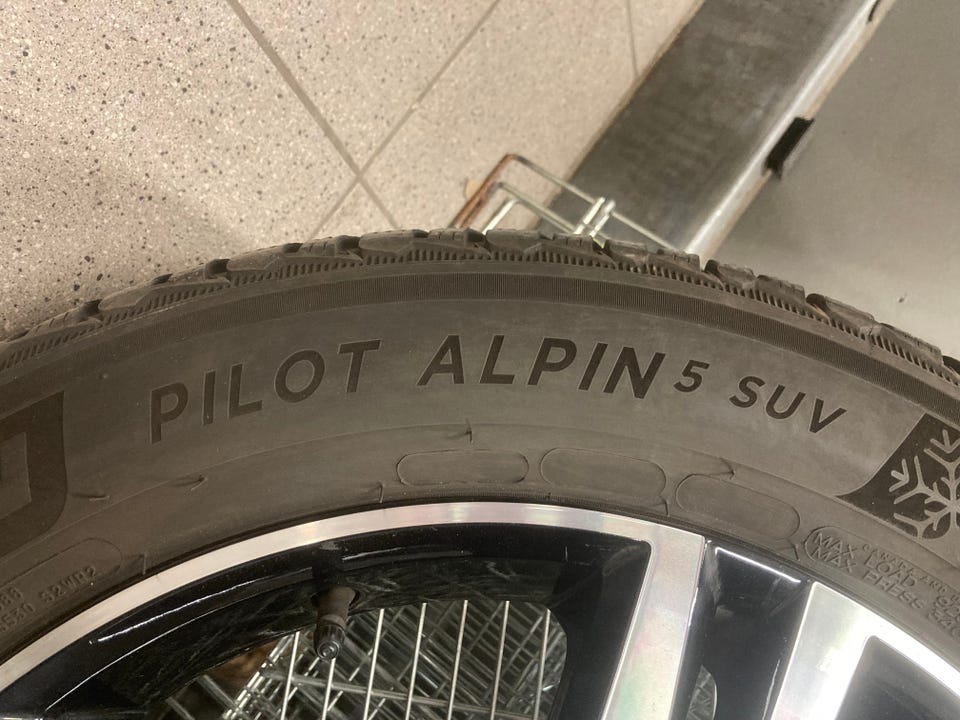 PILOT ALPIN 5 SUV
MAX LOAD
MAX PRESS